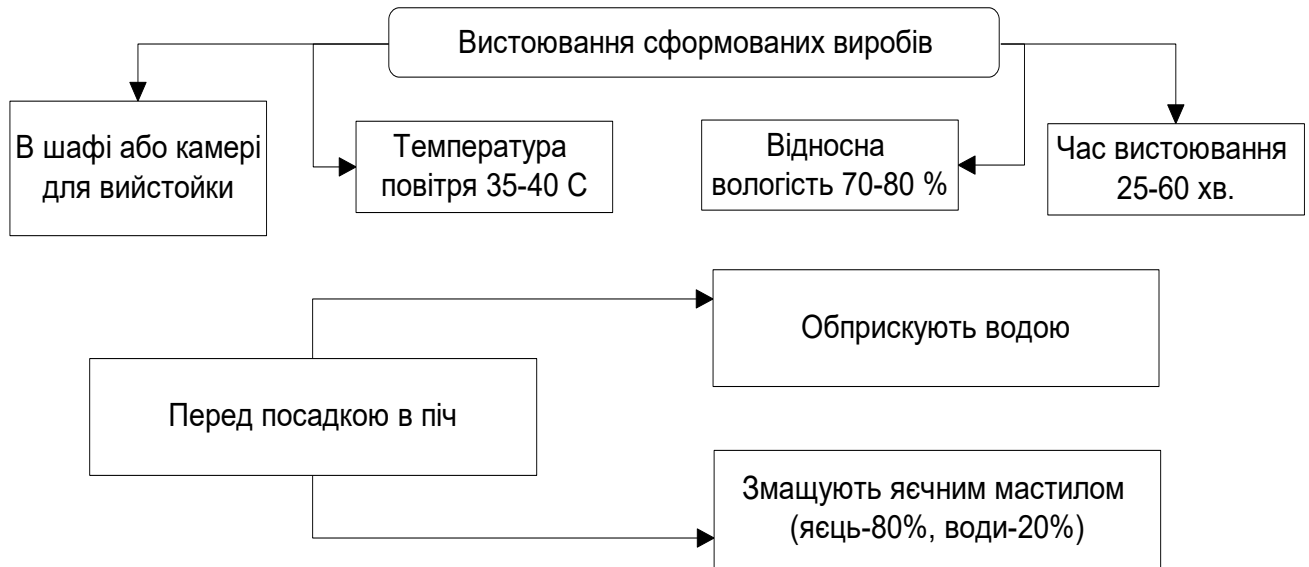 Вистоювання сформованих виробів
В шафі або камері
для вийстойки
Температура
повітря 35-40 С
Відносна
вологість 70-80 %
Час вистоювання
25-60 хв.
Обприскують водою
Перед посадкою в піч
Змащують яєчним мастилом
(яєць-80%, води-20%)